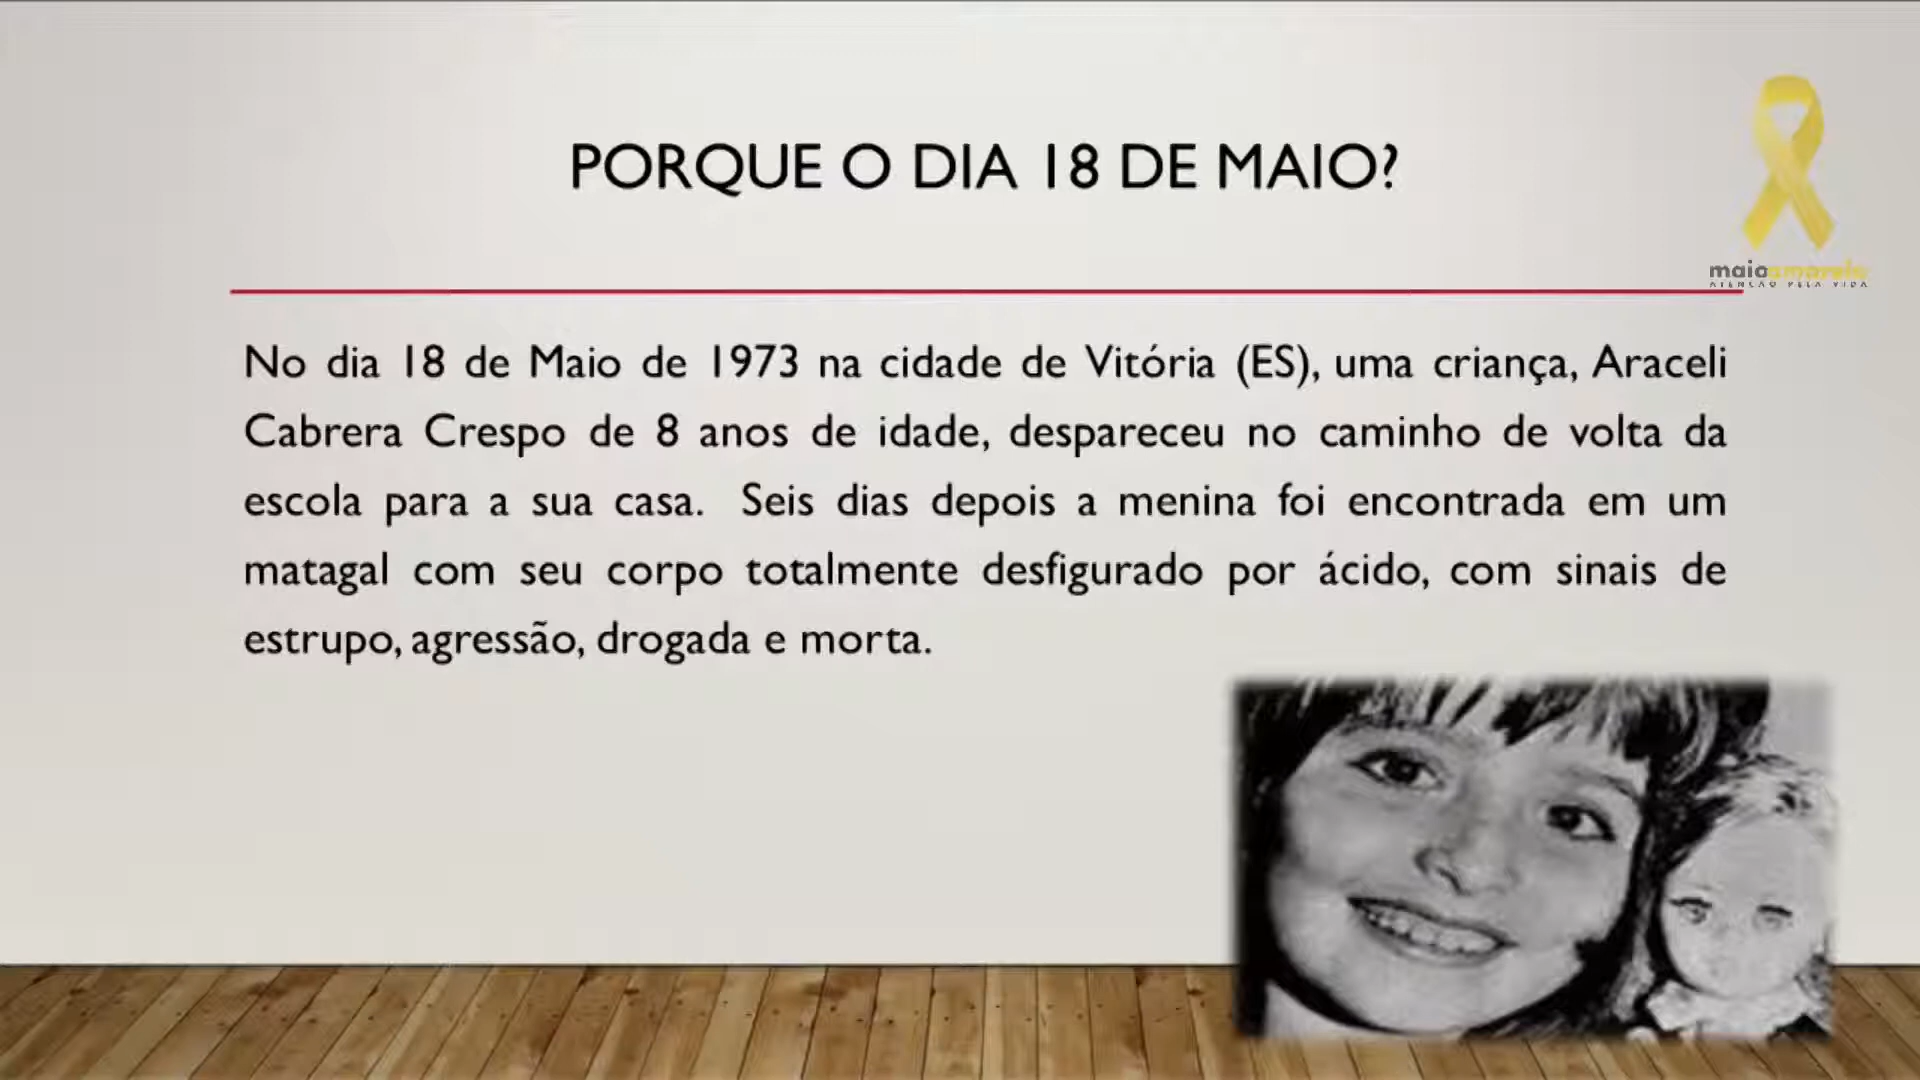 PORQUE O DIA 18 DE MAIO?
maioamarelo
ATENÇÃO PELA VIDA
No dia 18 de Maio de 1973 na cidade de Vitória (ES), uma criança, Araceli
Cabrera Crespo de 8 anos de idade, despareceu no caminho de volta da
escola para a sua casa. Seis dias depois a menina foi encontrada em um
matagal com seu corpo totalmente desfigurado por ácido, com sinais de
estrupo, agressão, drogada e morta.